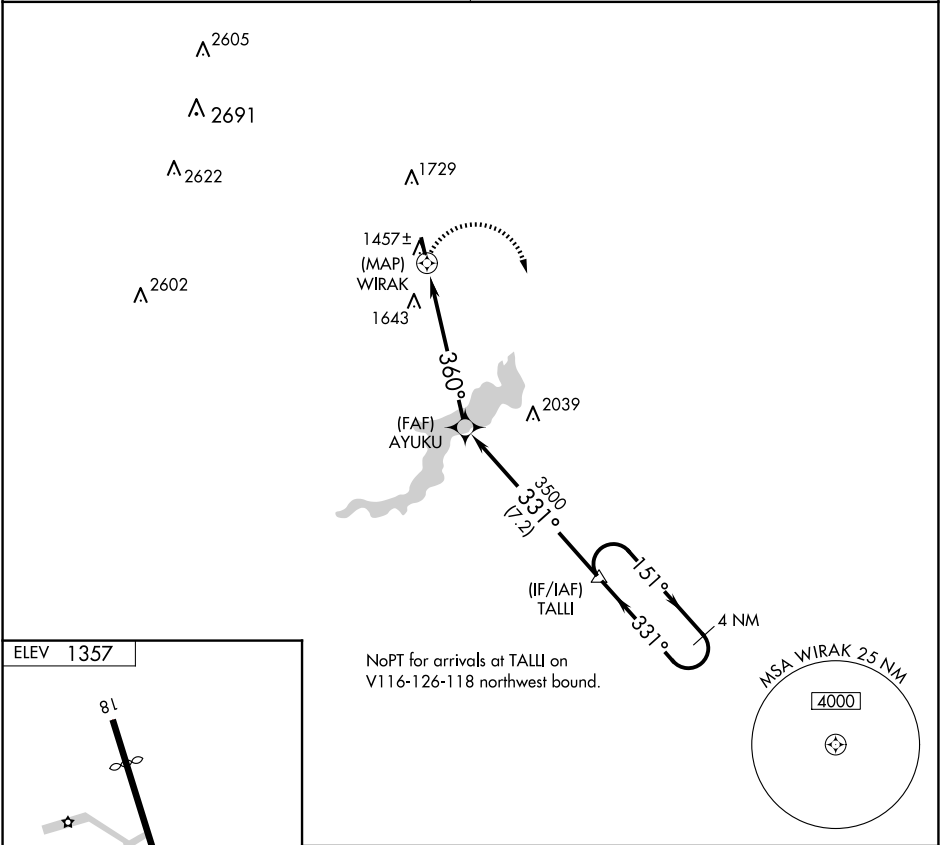 2605
2691
2622
1729
1457±
(MAP)
WIRAK
2602
1643
360°
2039
(FAF)
AYUKU
3500
331°
(7.2)
(IF/IAF)
TALLI
151°
331°
4 NM
ELEV 1357
NoPT for arrivals at TALLI on
V116-126-118 northwest bound.
MSA WIRAK 25 NM
4000
18